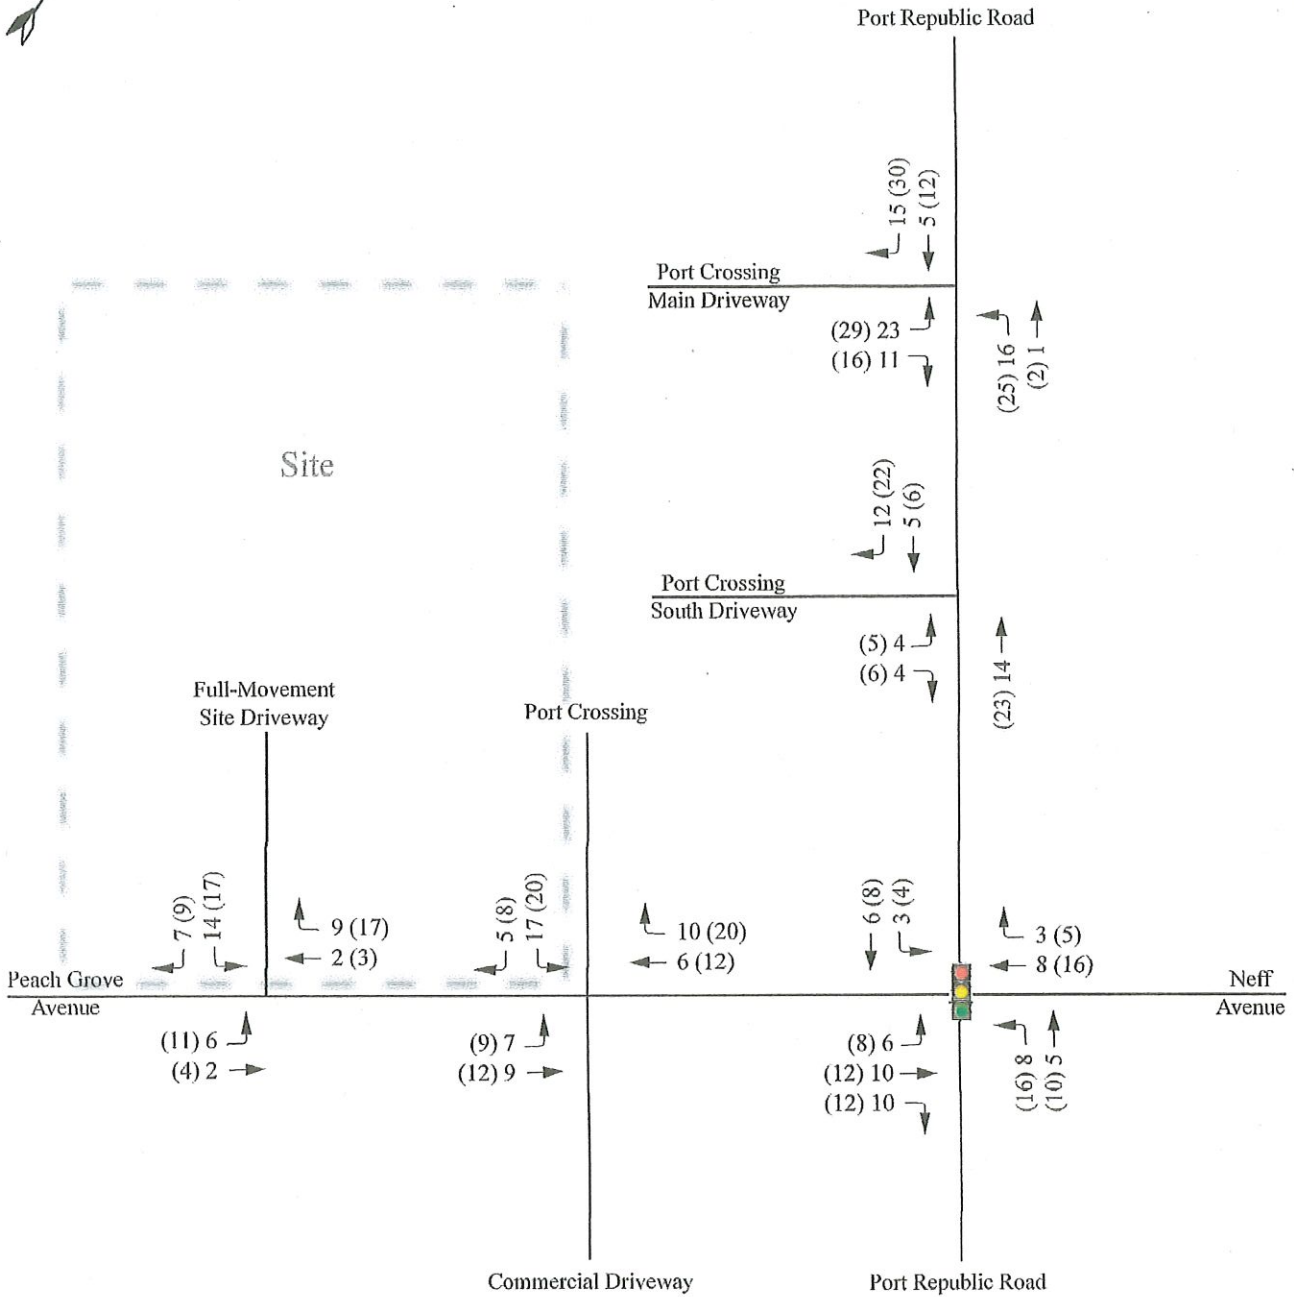 Port Republic Road
15 (30)
5 (12)
Port Crossing
Main Driveway
(29) 23
(16) 11
(25) 16
(2) 1
Site
12 (22)
5 (6)
Port Crossing
South Driveway
(5) 4
(6) 4
(23) 14
Full-Movement
Site Driveway
Port Crossing
7 (9)
14 (17)
9 (17)
2 (3)
5 (8)
17 (20)
10 (20)
6 (12)
6 (8)
3 (4)
3 (5)
8 (16)
Peach Grove
Avenue
Neff
Avenue
(11) 6
(4) 2
(9) 7
(12) 9
(8) 6
(12) 10
(12) 10
(16) 8
(10) 5
Commercial Driveway
Port Republic Road